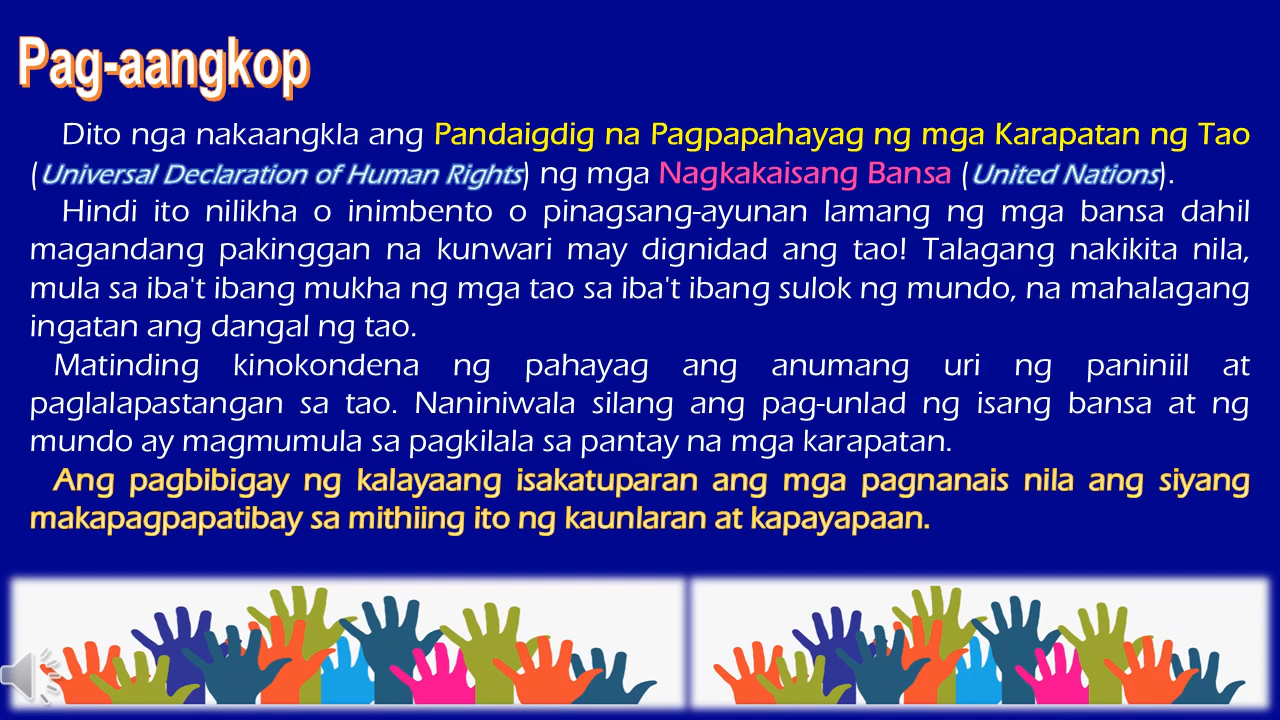 Pag-aangkop
Dito nga nakaangkla ang Pandaigdig na Pagpapahayag ng mga Karapatan ng Tao
(Universal Declaration of Human Rights) ng mga Nagkakaisang Bansa (United Nations).
Hindi ito nilikha o inimbento o pinagsang-ayunan lamang ng mga bansa dahil
magandang pakinggan na kunwari may dignidad ang tao! Talagang nakikita nila,
mula sa iba't ibang mukha ng mga tao sa iba't ibang sulok ng mundo, na mahalagang
ingatan ang dangal ng tao.
Matinding kinokondena ng pahayag ang anumang uri ng paniniil at
paglalapastangan sa tao. Naniniwala silang ang pag-unlad ng isang bansa at ng
mundo ay magmumula sa pagkilala sa pantay na mga karapatan.
Ang pagbibigay ng kalayaang isakatuparan ang mga pagnanais nila ang siyang
makapagpapatibay sa mithiing ito ng kaunlaran at kapayapaan.